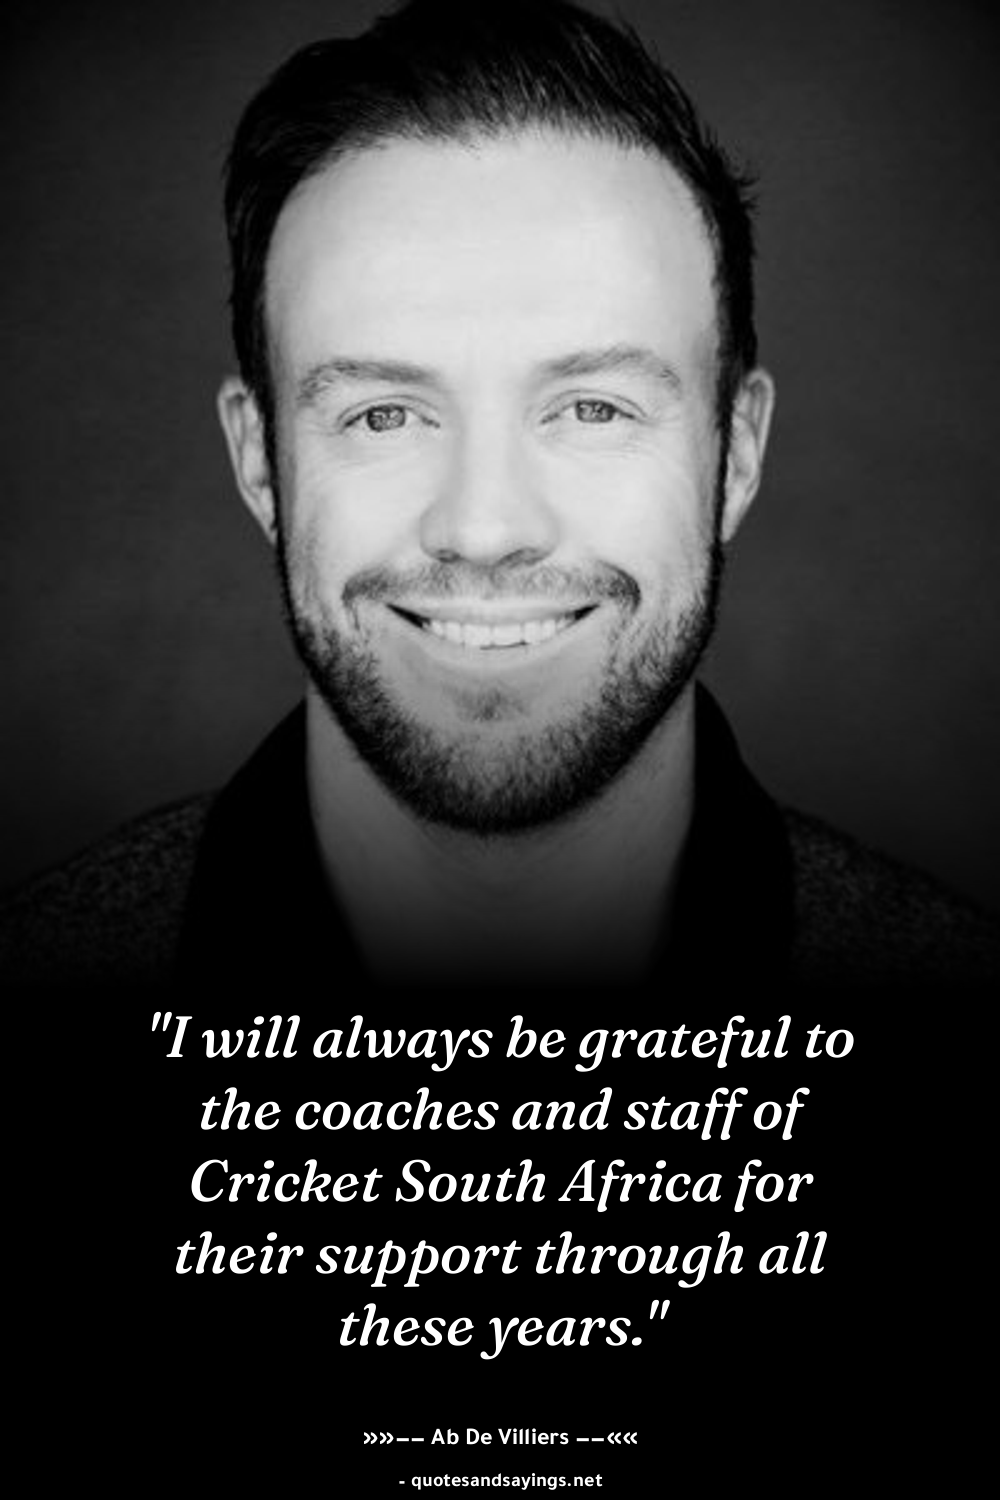 "I will always be grateful to
the coaches and staff of
Cricket South Africa for
their support through all
these years."
»»–– Ab De Villiers ––««
- quotesandsayings.net